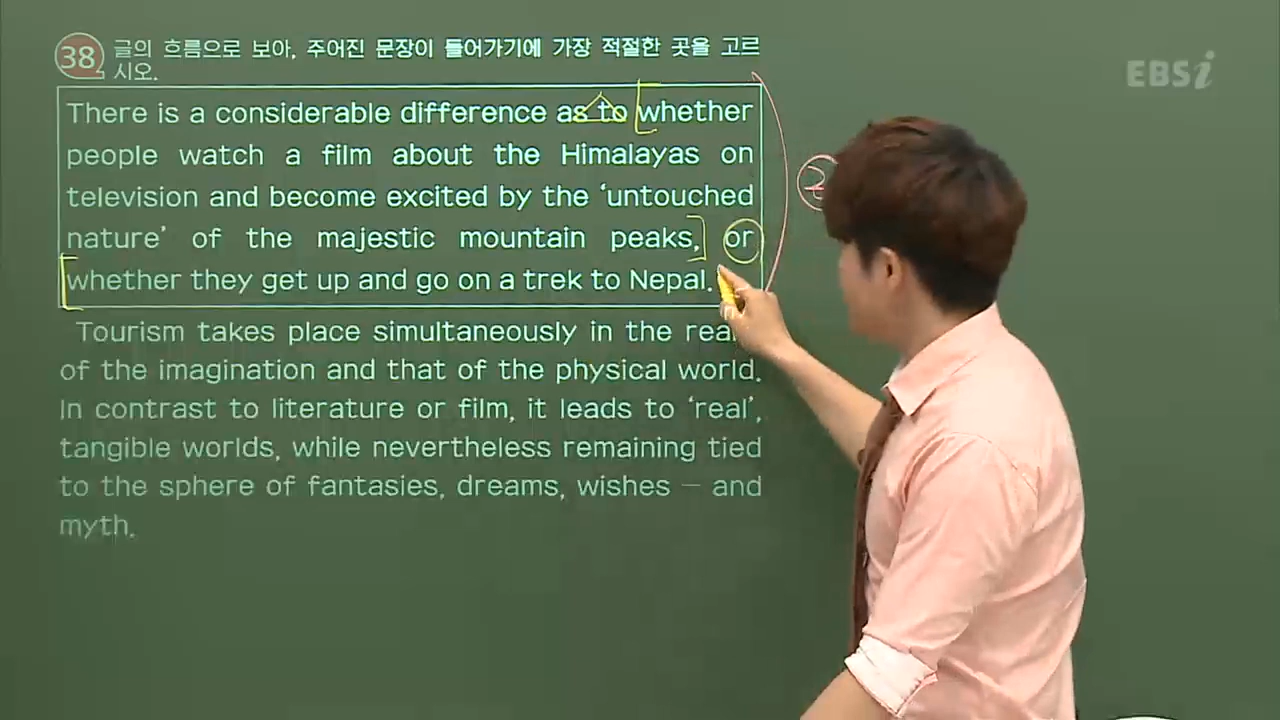 38 글의 흐름으로 보아, 주어진 문장이 들어가기에 가장 적절한 곳을 고르
시오.
EBSi
There is a considerable difference as to whether
people watch a film about the Himalayas on
television and become excited by the ‘untouched
nature’ of the majestic mountain peaks, or
whether they get up and go on a trek to Nepal.
Tourism takes place simultaneously in the
of the imagination and that of the physical world.
In contrast to literature or film, it leads to ‘real’,
tangible worlds, while nevertheless remaining tied
to the sphere of fantasies, dreams, wishes — and
myth.